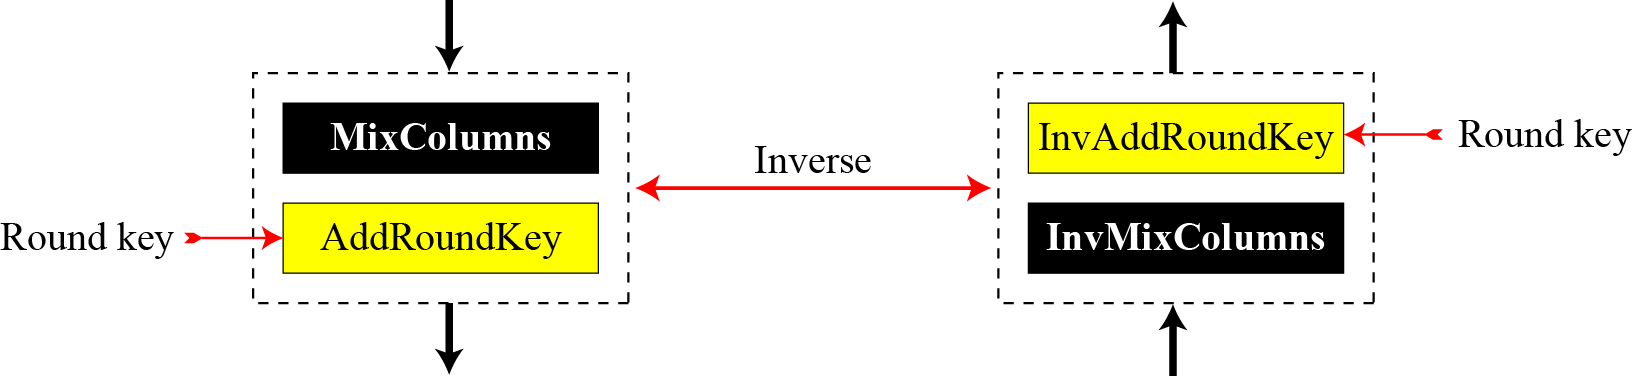 MixColumns
Round key
AddRoundKey
Inverse
InvAddRoundKey
Round key
InvMixColumns